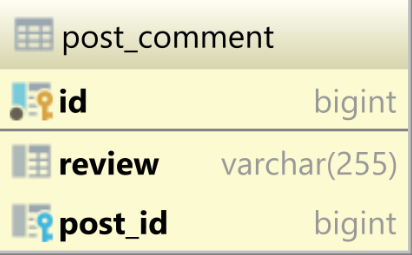 post_comment
id bigint
review varchar(255)
post_id bigint